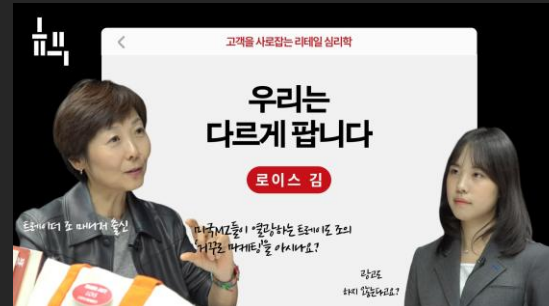 고객을 사로잡는 리테일 심리학
우리는
다르게 팝니다
로이스 김
트레이더 조 매니저 출신
미국MZ들이 열광하는 트레이더 조의
'거꾸로 마케팅'을 아시나요?
광고도
하지 않는다고요?